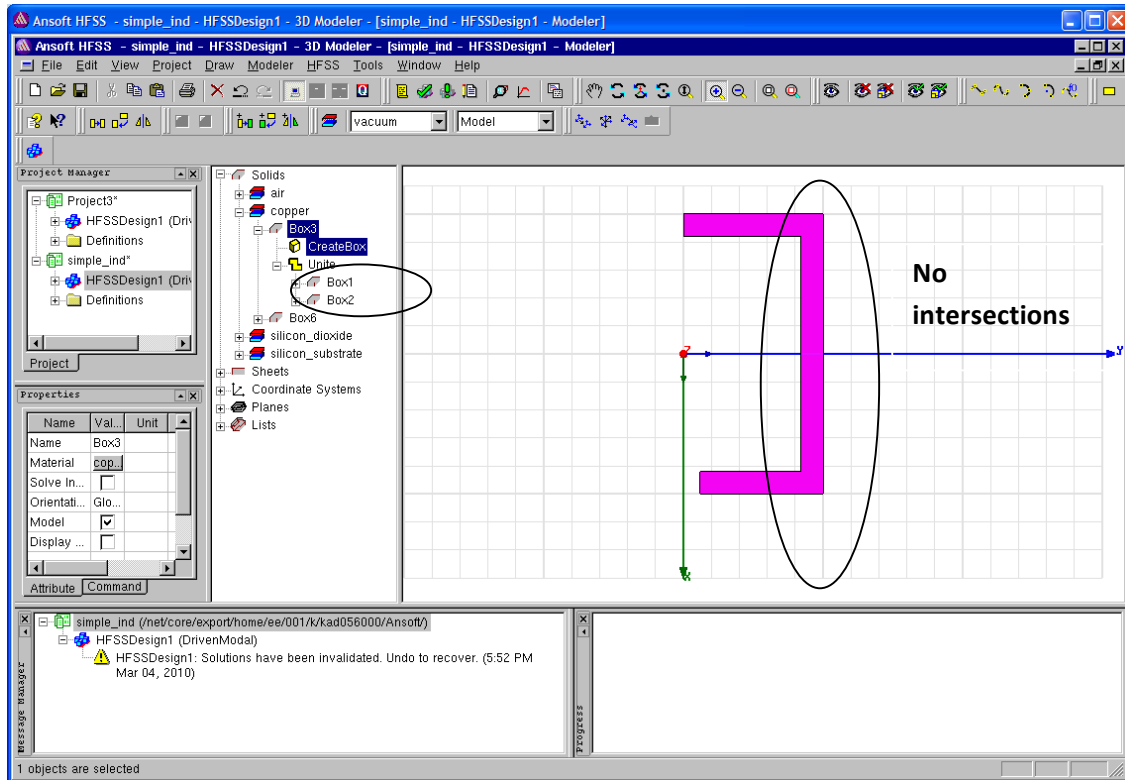 Ansoft HFSS - simple_ind - HFSSDesign1 - 3D Modeler - [simple_ind - HFSSDesign1 - Modeler]
Ansoft HFSS - simple_ind - HFSSDesign1 - 3D Modeler - [simple_ind - HFSSDesign1 - Modeler]
File Edit View Project Draw Modeler HFSS Tools Window Help
vacuum Model
Project Manager
Project3*
HFSSDesign1 (Driv
Definitions
simple_ind*
HFSSDesign1 (Driv
Definitions
Project
Properties
Name Val... Unit
Name Box3
Material cop...
Solve In...
Orientati... Glo...
Model
Display ...
Attribute Command
Solids
air
copper
Box3
CreateBox
Unite
Box1
Box2
Box6
silicon_dioxide
silicon_substrate
Sheets
Coordinate Systems
Planes
Lists
Z
Y
X
No
intersections
Message Manager
simple_ind (/net/core/export/home/ee/001/k/kad056000/Ansoft/)
HFSSDesign1 (DrivenModal)
HFSSDesign1: Solutions have been invalidated. Undo to recover. (5:52 PM
Mar 04, 2010)
Progress
1 objects are selected